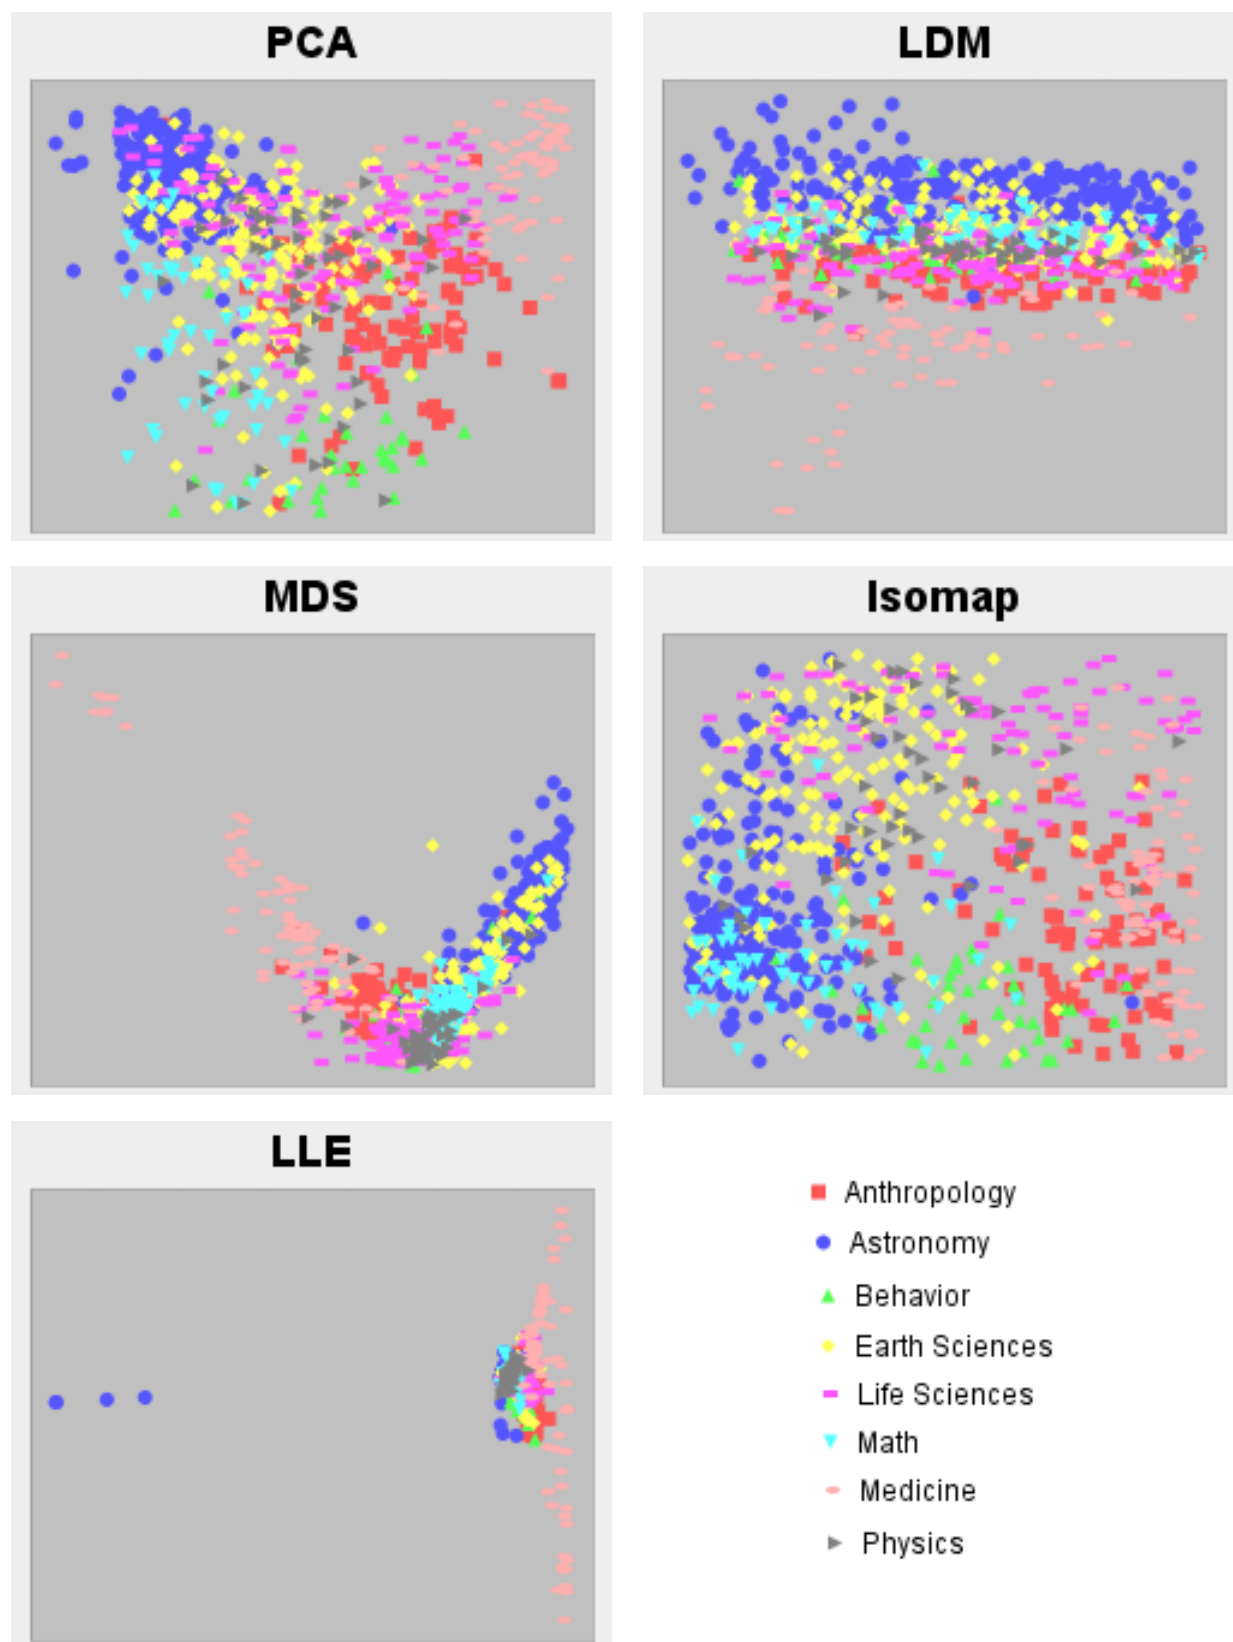 PCA
LDM
MDS
Isomap
LLE
Anthropology
Astronomy
Behavior
Earth Sciences
Life Sciences
Math
Medicine
Physics